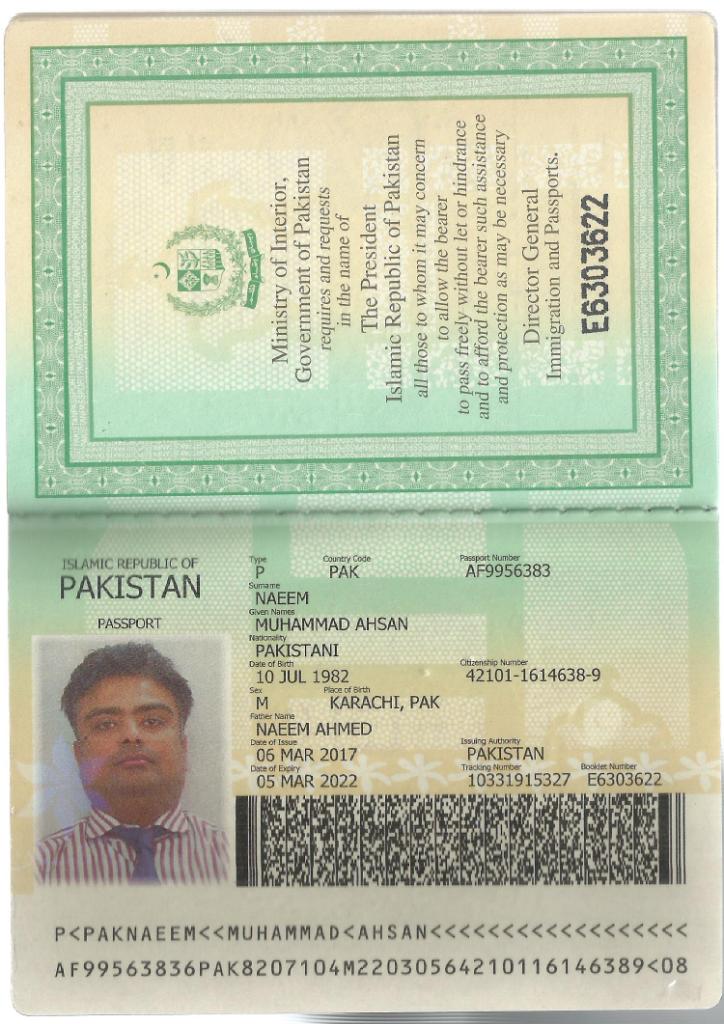 Ministry of Interior,
Government of Pakistan
requires and requests
in the name of
The President
Islamic Republic of Pakistan
all those to whom it may concern
to allow the bearer
to pass freely without let or hindrance
and to afford the bearer such assistance
and protection as may be necessary
Director General
Immigration and Passports.
E6303622
ISLAMIC REPUBLIC OF
PAKISTAN
PASSPORT
Type Country Code Passport Number
P PAK AF9956383
Surname
NAEEM
Given Names
MUHAMMAD AHSAN
Nationality
PAKISTANI
Date of Birth Citizenship Number
10 JUL 1982 42101-1614638-9
Sex Place of Birth
M KARACHI, PAK
Father Name
NAEEM AHMED
Date of Issue Issuing Authority
06 MAR 2017 PAKISTAN
Date of Expiry Tracking Number Booklet Number
05 MAR 2022 10331915327 E6303622
P<PAKNAEEM<<MUHAMMAD<AHSAN<<<<<<<<<<<<<<<<<<
AF99563836PAK8207104M22030564210116146389<08